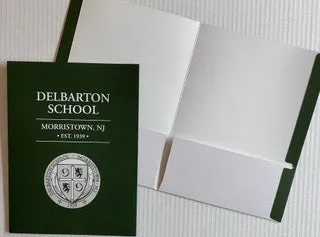 DELBARTON
SCHOOL
MORRISTOWN, NJ
• EST. 1939 •